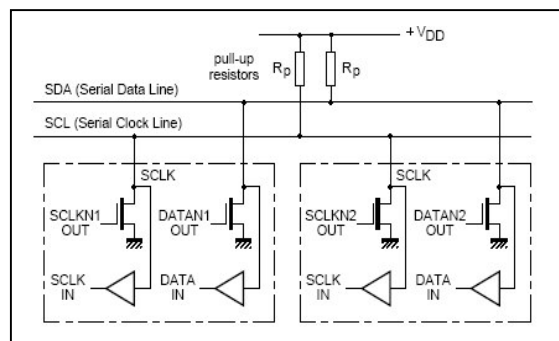 +VDD
pull-up
resistors
Rp
Rp
SDA (Serial Data Line)
SCL (Serial Clock Line)
SCLK
SCLK
SCLKN1
OUT
DATAN1
OUT
SCLKN2
OUT
DATAN2
OUT
SCLK
IN
DATA
IN
SCLK
IN
DATA
IN